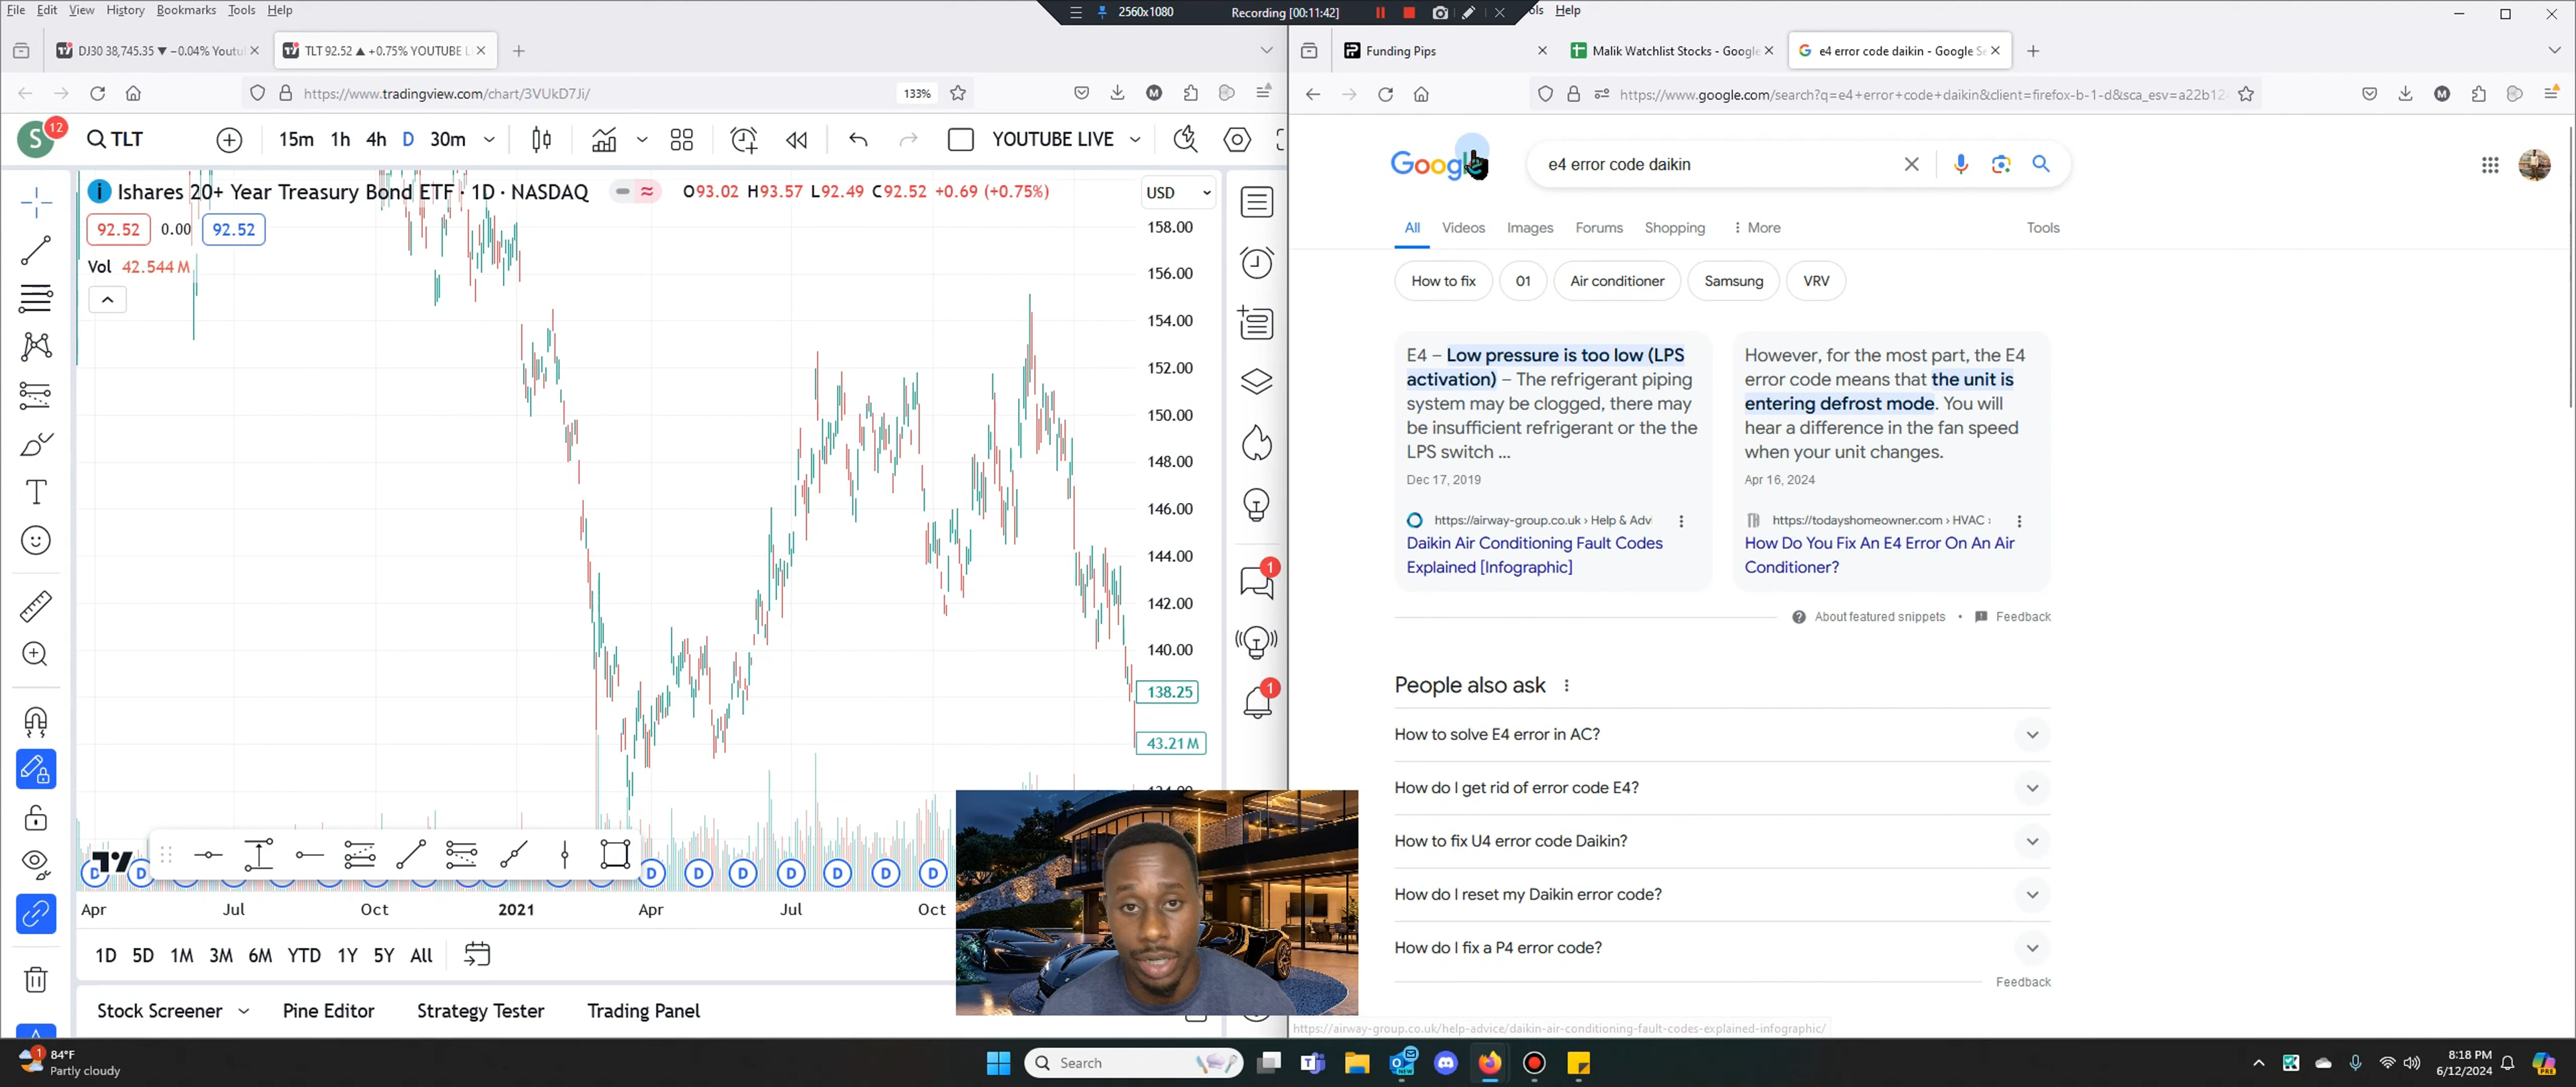 File Edit View History Bookmarks Tools Help
2560x1080 Recording [00:11:42]
ols Help
DJ30 38,745.35 ▼ −0.04% Youtu
TLT 92.52 ▲ +0.75% YOUTUBE L
Funding Pips
Malik Watchlist Stocks - Google
e4 error code daikin - Google Se
https://www.tradingview.com/chart/3VUkD7Ji/
133%
https://www.google.com/search?q=e4+error+code+daikin&client=firefox-b-1-d&sca_esv=a22b12
S 12
TLT
15m 1h 4h D 30m
YOUTUBE LIVE
Ishares 20+ Year Treasury Bond ETF · 1D · NASDAQ
O93.02 H93.57 L92.49 C92.52 +0.69 (+0.75%)
USD
92.52 0.00 92.52
Vol 42.544 M
158.00
156.00
154.00
152.00
150.00
148.00
146.00
144.00
142.00
140.00
138.25
43.21 M
1
1
Apr Jul Oct 2021 Apr Jul Oct
D D D D D D D D D
1D 5D 1M 3M 6M YTD 1Y 5Y All
Stock Screener Pine Editor Strategy Tester Trading Panel
Google
e4 error code daikin
All Videos Images Forums Shopping More Tools
How to fix 01 Air conditioner Samsung VRV
E4 – Low pressure is too low (LPS
activation) – The refrigerant piping
system may be clogged, there may
be insufficient refrigerant or the the
LPS switch ...
Dec 17, 2019
https://airway-group.co.uk › Help & Advi
Daikin Air Conditioning Fault Codes
Explained [Infographic]
However, for the most part, the E4
error code means that the unit is
entering defrost mode. You will
hear a difference in the fan speed
when your unit changes.
Apr 16, 2024
https://todayshomeowner.com › HVAC ›
How Do You Fix An E4 Error On An Air
Conditioner?
About featured snippets • Feedback
People also ask
How to solve E4 error in AC?
How do I get rid of error code E4?
How to fix U4 error code Daikin?
How do I reset my Daikin error code?
How do I fix a P4 error code?
Feedback
https://airway-group.co.uk/help-advice/daikin-air-conditioning-fault-codes-explained-infographic/
1
84°F
Partly cloudy
Search
NEW
8:18 PM
6/12/2024
PRE